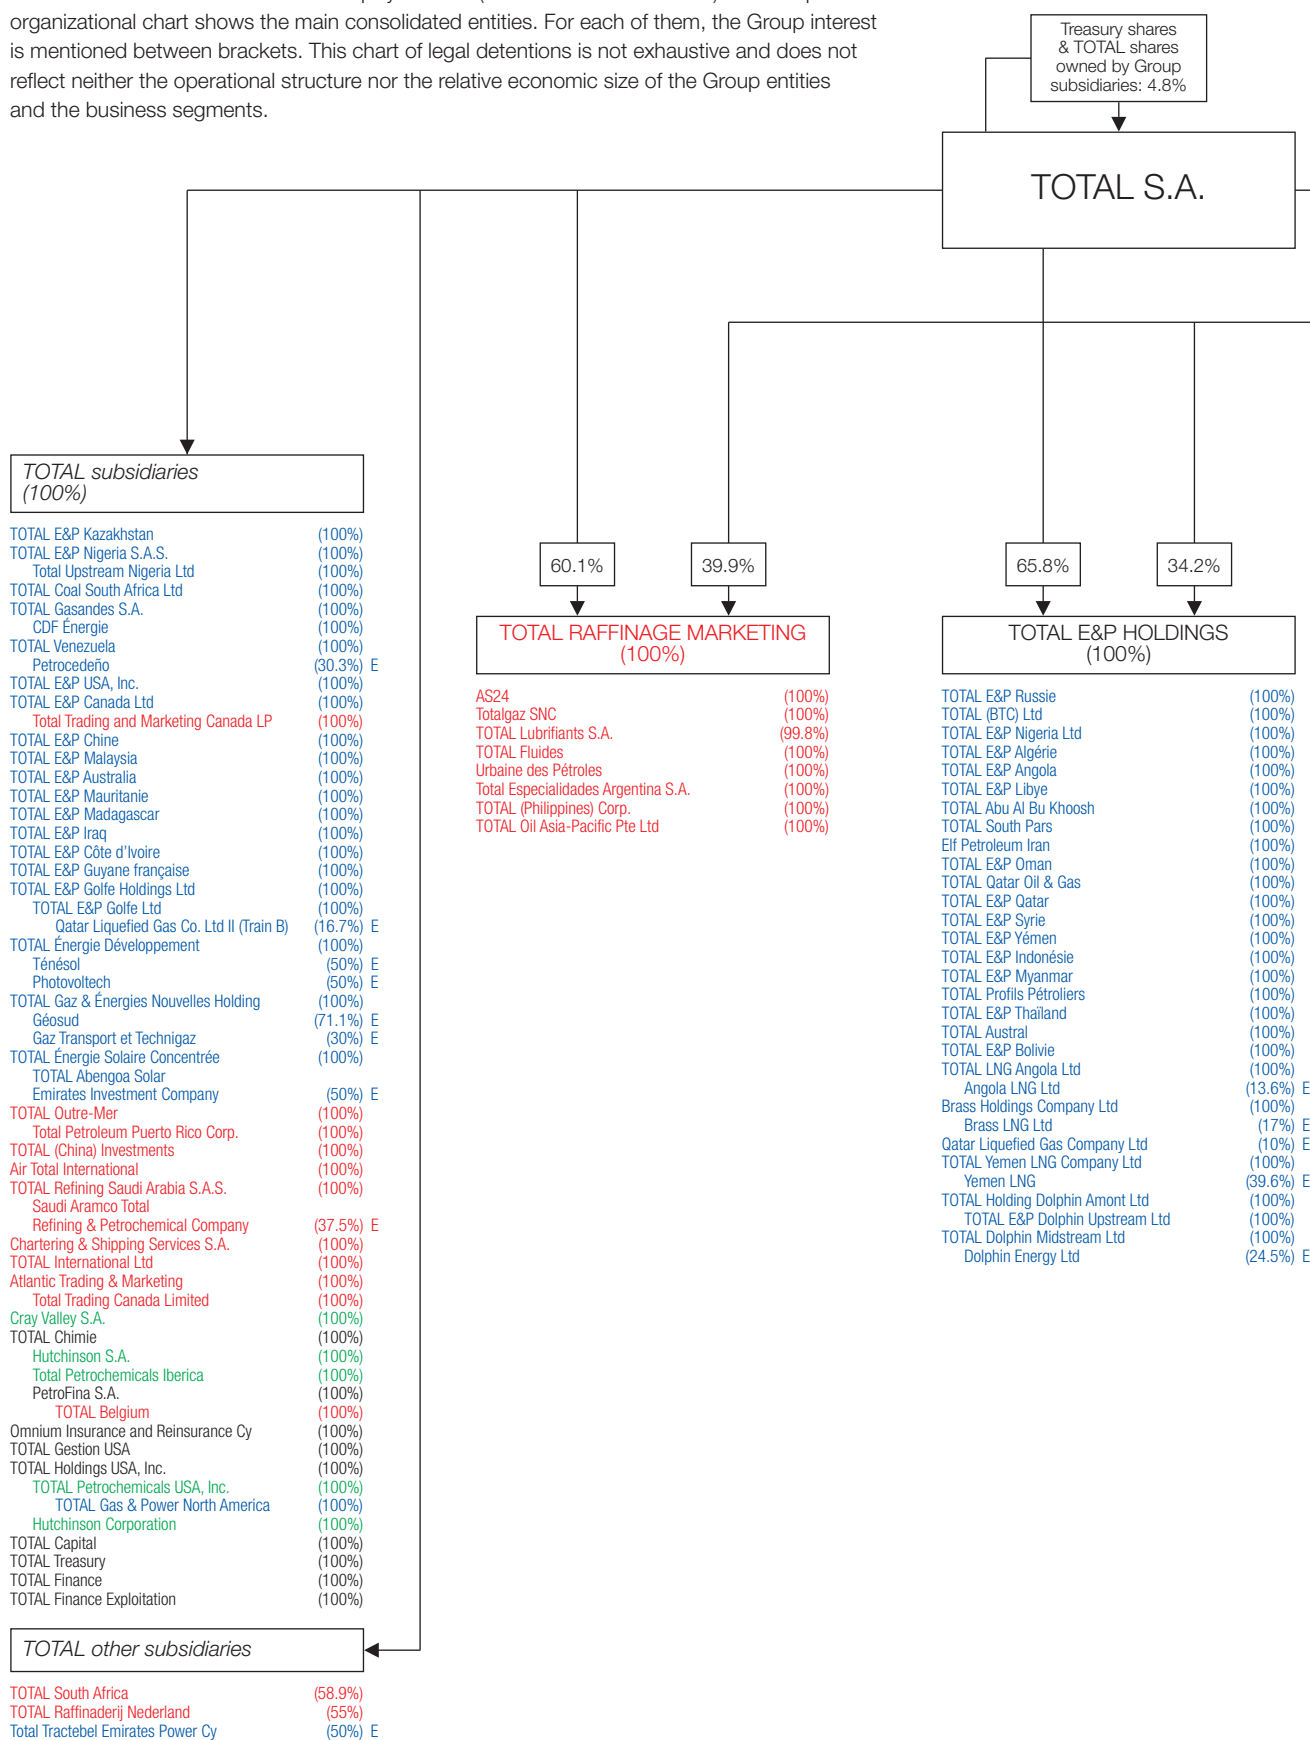 organizational chart shows the main consolidated entities. For each of them, the Group interest
is mentioned between brackets. This chart of legal detentions is not exhaustive and does not
reflect neither the operational structure nor the relative economic size of the Group entities
and the business segments.
Treasury shares
& TOTAL shares
owned by Group
subsidiaries: 4.8%
TOTAL S.A.
TOTAL subsidiaries
(100%)
TOTAL E&P Kazakhstan (100%)
TOTAL E&P Nigeria S.A.S. (100%)
Total Upstream Nigeria Ltd (100%)
TOTAL Coal South Africa Ltd (100%)
TOTAL Gasandes S.A. (100%)
CDF Énergie (100%)
TOTAL Venezuela (100%)
Petrocedeño (30.3%) E
TOTAL E&P USA, Inc. (100%)
TOTAL E&P Canada Ltd (100%)
Total Trading and Marketing Canada LP (100%)
TOTAL E&P Chine (100%)
TOTAL E&P Malaysia (100%)
TOTAL E&P Australia (100%)
TOTAL E&P Mauritanie (100%)
TOTAL E&P Madagascar (100%)
TOTAL E&P Iraq (100%)
TOTAL E&P Côte d'Ivoire (100%)
TOTAL E&P Guyane française (100%)
TOTAL E&P Golfe Holdings Ltd (100%)
TOTAL E&P Golfe Ltd (100%)
Qatar Liquefied Gas Co. Ltd II (Train B) (16.7%) E
TOTAL Énergie Développement (100%)
Ténésol (50%) E
Photovoltech (50%) E
TOTAL Gaz & Énergies Nouvelles Holding (100%)
Géosud (71.1%) E
Gaz Transport et Technigaz (30%) E
TOTAL Énergie Solaire Concentrée (100%)
TOTAL Abengoa Solar
Emirates Investment Company (50%) E
TOTAL Outre-Mer (100%)
Total Petroleum Puerto Rico Corp. (100%)
TOTAL (China) Investments (100%)
Air Total International (100%)
TOTAL Refining Saudi Arabia S.A.S. (100%)
Saudi Aramco Total
Refining & Petrochemical Company (37.5%) E
Chartering & Shipping Services S.A. (100%)
TOTAL International Ltd (100%)
Atlantic Trading & Marketing (100%)
Total Trading Canada Limited (100%)
Cray Valley S.A. (100%)
TOTAL Chimie (100%)
Hutchinson S.A. (100%)
Total Petrochemicals Iberica (100%)
PetroFina S.A. (100%)
TOTAL Belgium (100%)
Omnium Insurance and Reinsurance Cy (100%)
TOTAL Gestion USA (100%)
TOTAL Holdings USA, Inc. (100%)
TOTAL Petrochemicals USA, Inc. (100%)
TOTAL Gas & Power North America (100%)
Hutchinson Corporation (100%)
TOTAL Capital (100%)
TOTAL Treasury (100%)
TOTAL Finance (100%)
TOTAL Finance Exploitation (100%)
TOTAL other subsidiaries
TOTAL South Africa (58.9%)
TOTAL Raffinaderij Nederland (55%)
Total Tractebel Emirates Power Cy (50%) E
60.1%
39.9%
TOTAL RAFFINAGE MARKETING
(100%)
AS24 (100%)
Totalgaz SNC (100%)
TOTAL Lubrifiants S.A. (99.8%)
TOTAL Fluides (100%)
Urbaine des Pétroles (100%)
Total Especialidades Argentina S.A. (100%)
TOTAL (Philippines) Corp. (100%)
TOTAL Oil Asia-Pacific Pte Ltd (100%)
65.8%
34.2%
TOTAL E&P HOLDINGS
(100%)
TOTAL E&P Russie (100%)
TOTAL (BTC) Ltd (100%)
TOTAL E&P Nigeria Ltd (100%)
TOTAL E&P Algérie (100%)
TOTAL E&P Angola (100%)
TOTAL E&P Libye (100%)
TOTAL Abu Al Bu Khoosh (100%)
TOTAL South Pars (100%)
Elf Petroleum Iran (100%)
TOTAL E&P Oman (100%)
TOTAL Qatar Oil & Gas (100%)
TOTAL E&P Qatar (100%)
TOTAL E&P Syrie (100%)
TOTAL E&P Yémen (100%)
TOTAL E&P Indonésie (100%)
TOTAL E&P Myanmar (100%)
TOTAL Profils Pétroliers (100%)
TOTAL E&P Thaïland (100%)
TOTAL Austral (100%)
TOTAL E&P Bolivie (100%)
TOTAL LNG Angola Ltd (100%)
Angola LNG Ltd (13.6%) E
Brass Holdings Company Ltd (100%)
Brass LNG Ltd (17%) E
Qatar Liquefied Gas Company Ltd (10%) E
TOTAL Yemen LNG Company Ltd (100%)
Yemen LNG (39.6%) E
TOTAL Holding Dolphin Amont Ltd (100%)
TOTAL E&P Dolphin Upstream Ltd (100%)
TOTAL Dolphin Midstream Ltd (100%)
Dolphin Energy Ltd (24.5%) E